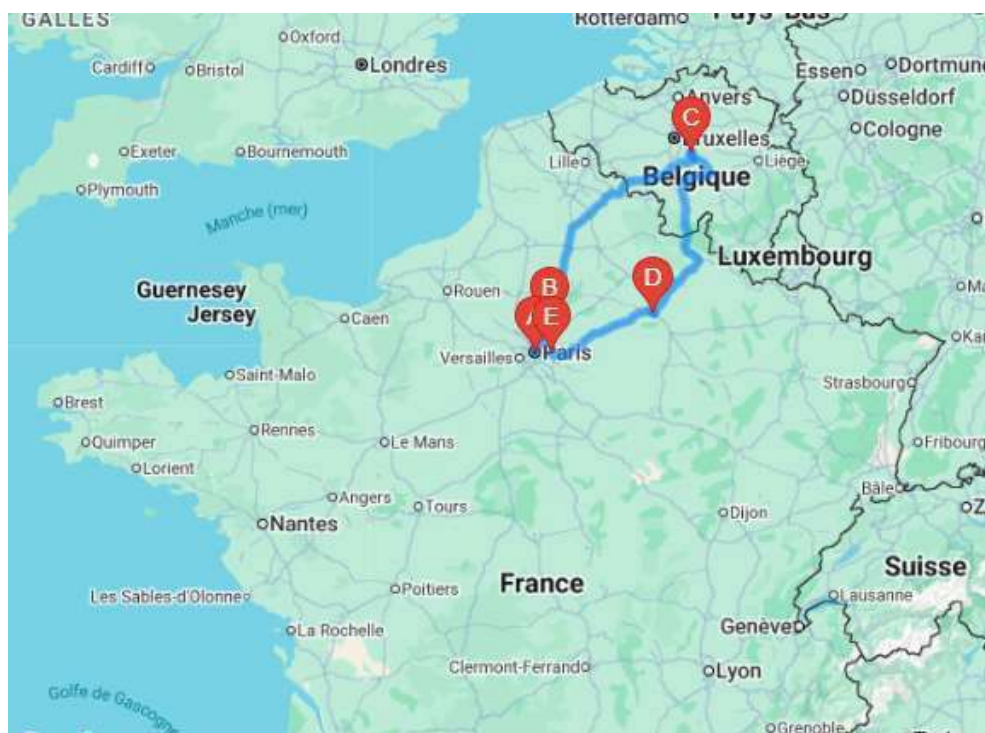 GALLES
Rotterdam
Pays-Bas
Oxford
Cardiff
Bristol
Londres
Essen
Dortmund
Anvers
Düsseldorf
C
Bruxelles
Cologne
Exeter
Bournemouth
Lille
Liège
Belgique
Plymouth
Manche (mer)
Luxembourg
D
B
Guernesey
Jersey
Rouen
A
E
Caen
Versailles
Paris
Saint-Malo
Strasbourg
Brest
Rennes
Le Mans
Quimper
Fribourg
Lorient
Bâle
Angers
Tours
Nantes
Dijon
Suisse
France
Les Sables-d'Olonne
Poitiers
Lausanne
La Rochelle
Genève
Clermont-Ferrand
Lyon
Golfe de Gascogne
Grenoble